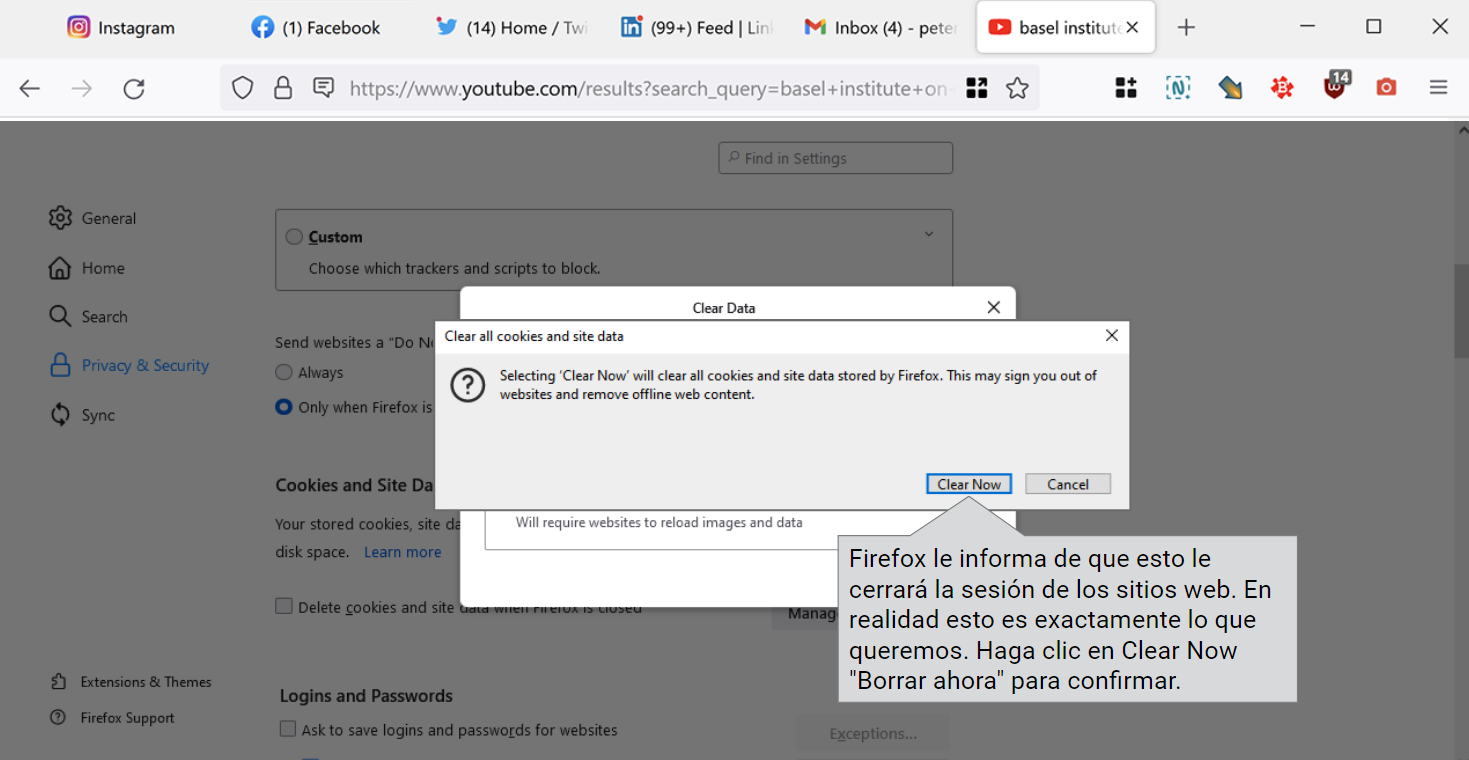 Instagram
(1) Facebook
(14) Home / Twi
(99+) Feed | Link
Inbox (4) - peter
basel institute
https://www.youtube.com/results?search_query=basel+institute+on
14
Find in Settings
General
Home
Search
Privacy & Security
Sync
Custom
Choose which trackers and scripts to block.
Send websites a “Do No
Always
Only when Firefox is
Clear Data
Clear all cookies and site data
Selecting ‘Clear Now’ will clear all cookies and site data stored by Firefox. This may sign you out of
websites and remove offline web content.
Clear Now
Cancel
Cookies and Site Da
Your stored cookies, site da
disk space. Learn more
Will require websites to reload images and data
Delete cookies and site data when Firefox is closed
Manag
Firefox le informa de que esto le
cerrará la sesión de los sitios web. En
realidad esto es exactamente lo que
queremos. Haga clic en Clear Now
"Borrar ahora" para confirmar.
Extensions & Themes
Firefox Support
Logins and Passwords
Ask to save logins and passwords for websites
Exceptions...